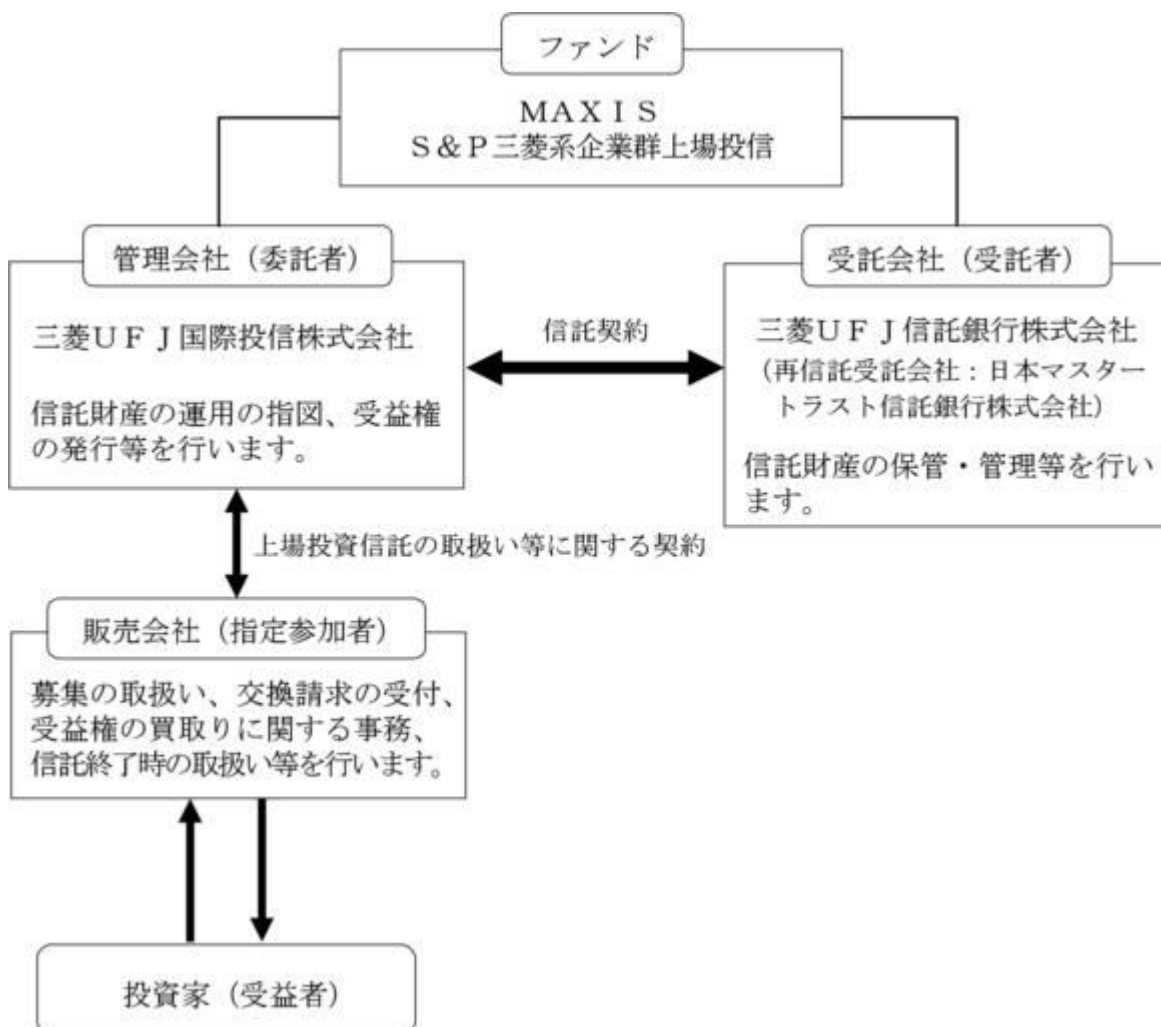 ファンド
ＭＡＸＩＳ
Ｓ＆Ｐ三菱系企業群上場投信
管理会社（委託者）
三菱ＵＦＪ国際投信株式会社
信託財産の運用の指図、受益権
の発行等を行います。
信託契約
受託会社（受託者）
三菱ＵＦＪ信託銀行株式会社
（再信託受託会社：日本マスター
トラスト信託銀行株式会社）
信託財産の保管・管理等を行い
ます。
上場投資信託の取扱い等に関する契約
販売会社（指定参加者）
募集の取扱い、交換請求の受付、
受益権の買取りに関する事務、
信託終了時の取扱い等を行います。
投資家（受益者）